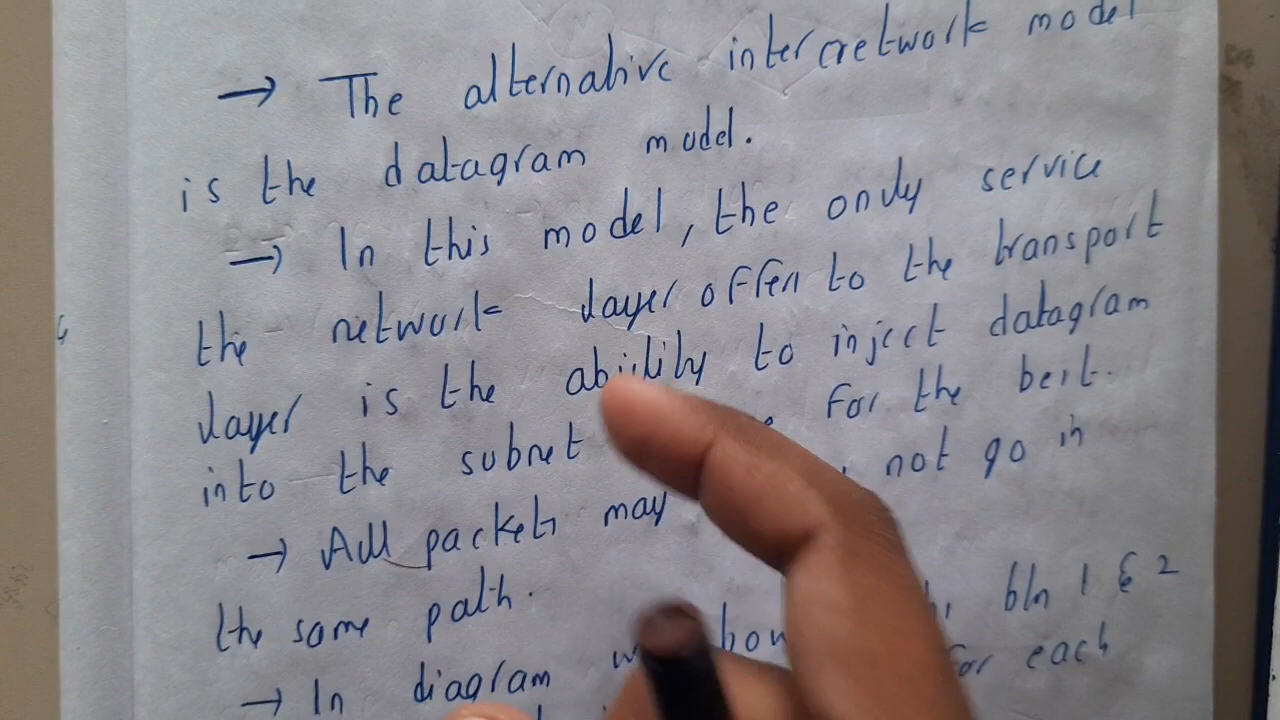 → The alternative internetwork model
is the datagram model.
→ In this model, the only service
the network layer offer to the transport
layer is the ability to inject datagram
into the subnet for the best.
→ All packets may not go in
the same path.
→ In diagram b/n 1 & 2
for each